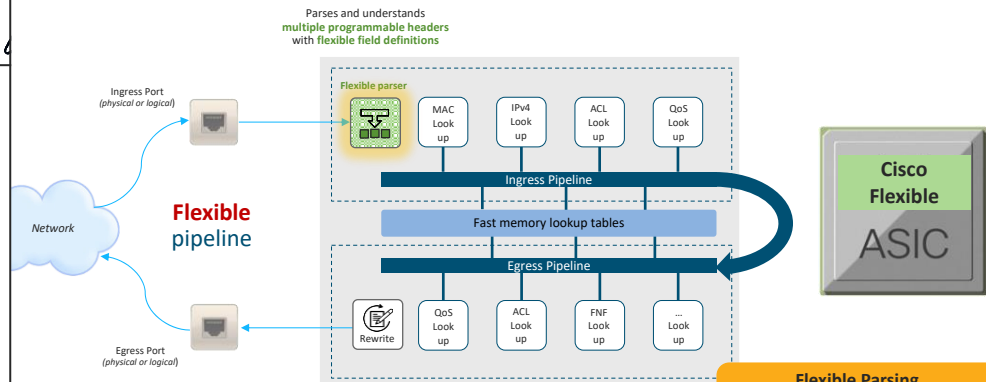 Parses and understands
multiple programmable headers
with flexible field definitions
Ingress Port
(physical or logical)
Flexible parser
MAC
Look
up
IPv4
Look
up
ACL
Look
up
QoS
Look
up
Ingress Pipeline
Cisco
Flexible
ASIC
Network
Flexible
pipeline
Fast memory lookup tables
Egress Pipeline
Rewrite
QoS
Look
up
ACL
Look
up
FNF
Look
up
...
Look
up
Egress Port
(physical or logical)
Flexible Parsing